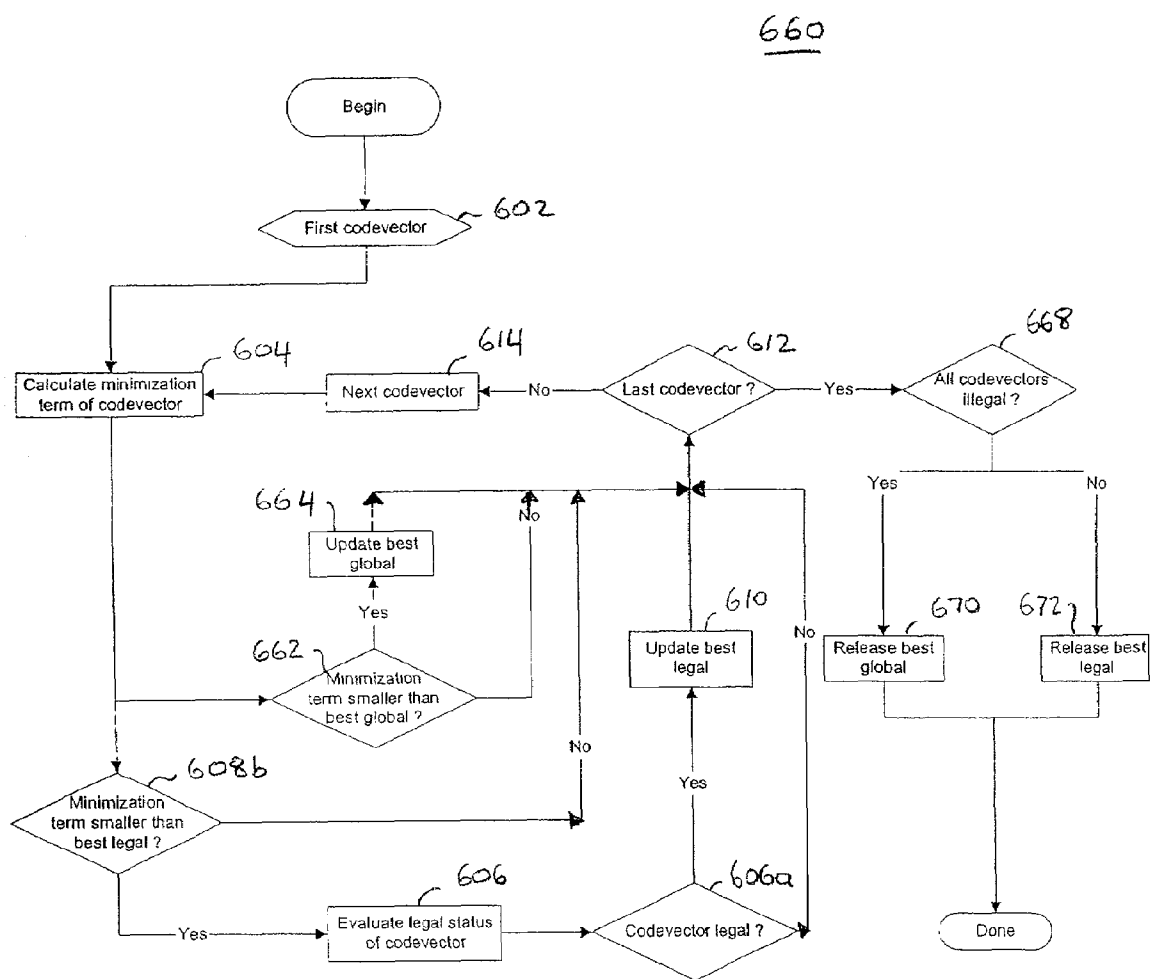 660
Begin
First codevector
602
604
614
612
668
Calculate minimization
term of codevector
Next codevector
No
Last codevector ?
Yes
All codevectors
illegal ?
664
No
Yes
No
Update best
global
Yes
610
670
672
No
662
Minimization
term smaller than
best global ?
Update best
legal
Release best
global
Release best
legal
No
608b
Minimization
term smaller than
best legal ?
Yes
606
606a
Yes
Evaluate legal status
of codevector
Codevector legal ?
Done